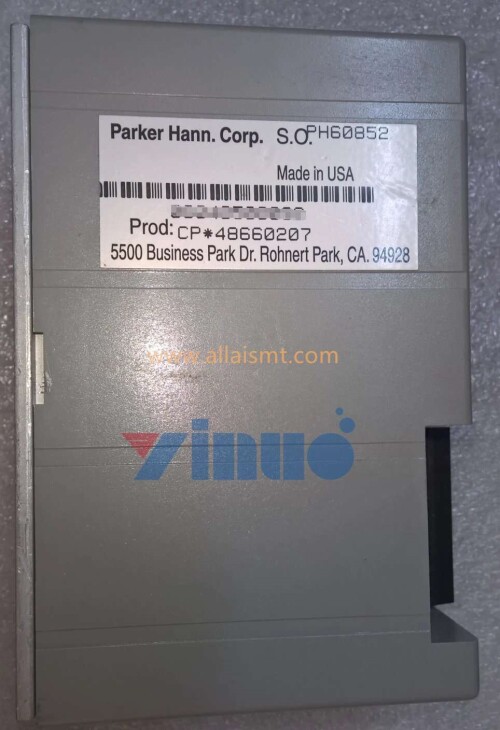 Parker Hann. Corp. S.O. PH60852
Made in USA
Prod: CP*48660207
5500 Business Park Dr. Rohnert Park, CA. 94928
www.allaismt.com
Yinuo